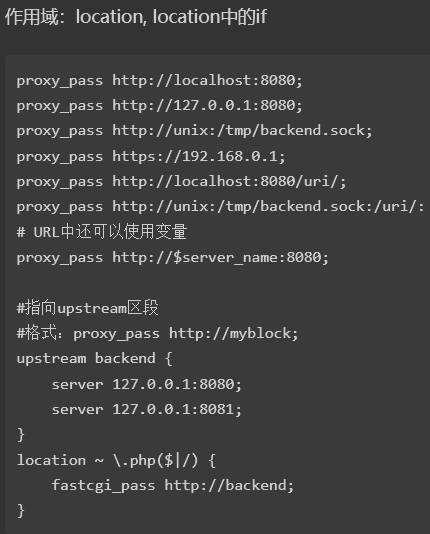 作用域：location, location中的if
proxy_pass http://localhost:8080;
proxy_pass http://127.0.0.1:8080;
proxy_pass http://unix:/tmp/backend.sock;
proxy_pass https://192.168.0.1;
proxy_pass http://localhost:8080/uri/;
proxy_pass http://unix:/tmp/backend.sock:/uri/:
# URL中还可以使用变量
proxy_pass http://$server_name:8080;
#指向upstream区段
#格式：proxy_pass http://myblock;
upstream backend {
    server 127.0.0.1:8080;
    server 127.0.0.1:8081;
}
location ~ \.php($|/) {
    fastcgi_pass http://backend;
}